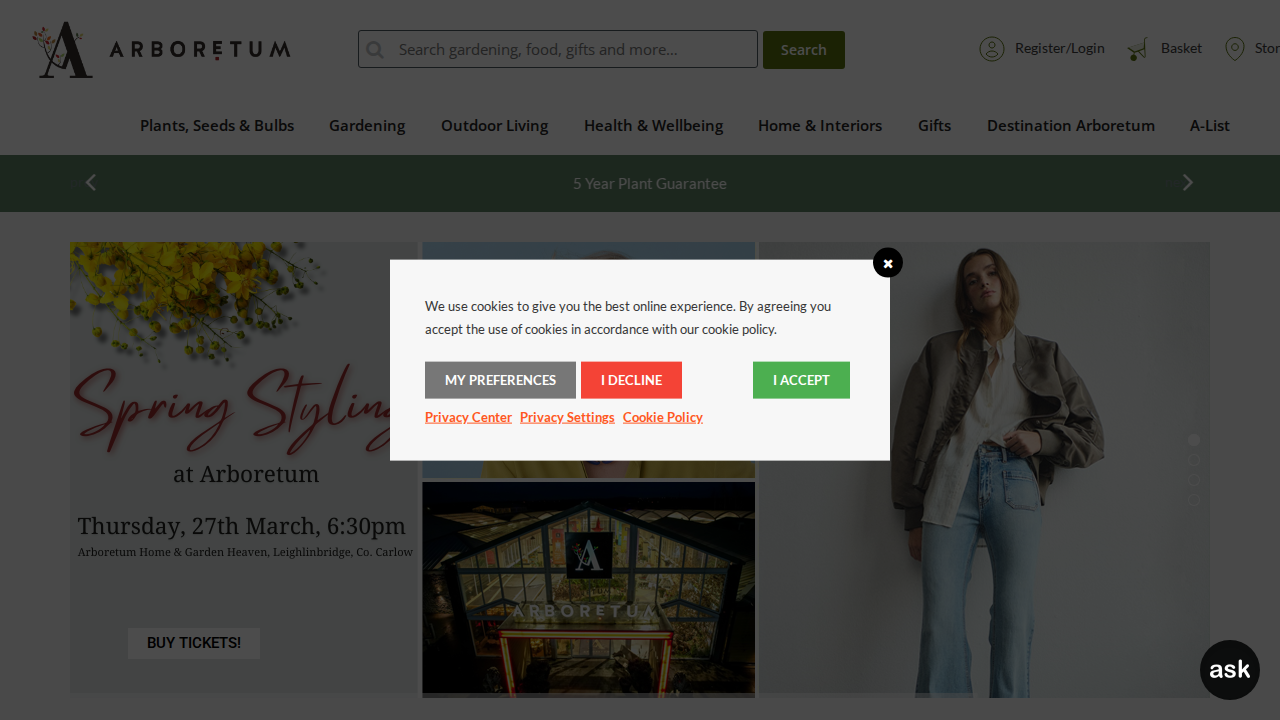 ARBORETUM
Search gardening, food, gifts and more...
Search
Register/Login
Basket
Stor
Plants, Seeds & Bulbs
Gardening
Outdoor Living
Health & Wellbeing
Home & Interiors
Gifts
Destination Arboretum
A-List
5 Year Plant Guarantee
We use cookies to give you the best online experience. By agreeing you
accept the use of cookies in accordance with our cookie policy.
MY PREFERENCES
I DECLINE
I ACCEPT
Privacy Center
Privacy Settings
Cookie Policy
Spring Styling
at Arboretum
Thursday, 27th March, 6:30pm
Arboretum Home & Garden Heaven, Leighlinbridge, Co. Carlow
BUY TICKETS!
A
ARBORETUM
ask